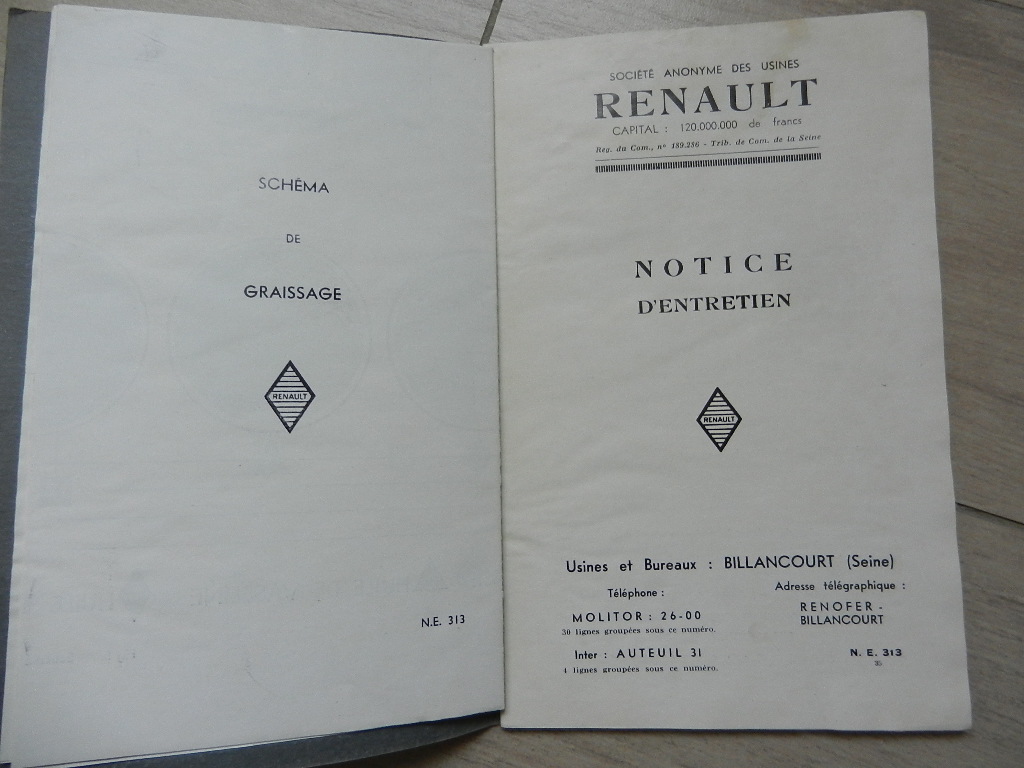 SCHÉMA
DE
GRAISSAGE
RENAULT
N.E. 313
SOCIÉTÉ ANONYME DES USINES
RENAULT
CAPITAL : 120.000.000 de francs
Reg. du Com., nº 189.286 - Trib. de Com. de la Seine
NOTICE
D'ENTRETIEN
RENAULT
Usines et Bureaux : BILLANCOURT (Seine)
Téléphone :
MOLITOR : 26-00
30 lignes groupées sous ce numéro.
Inter : AUTEUIL 31
4 lignes groupées sous ce numéro.
Adresse télégraphique :
RENOFER -
BILLANCOURT
N. E. 313
35